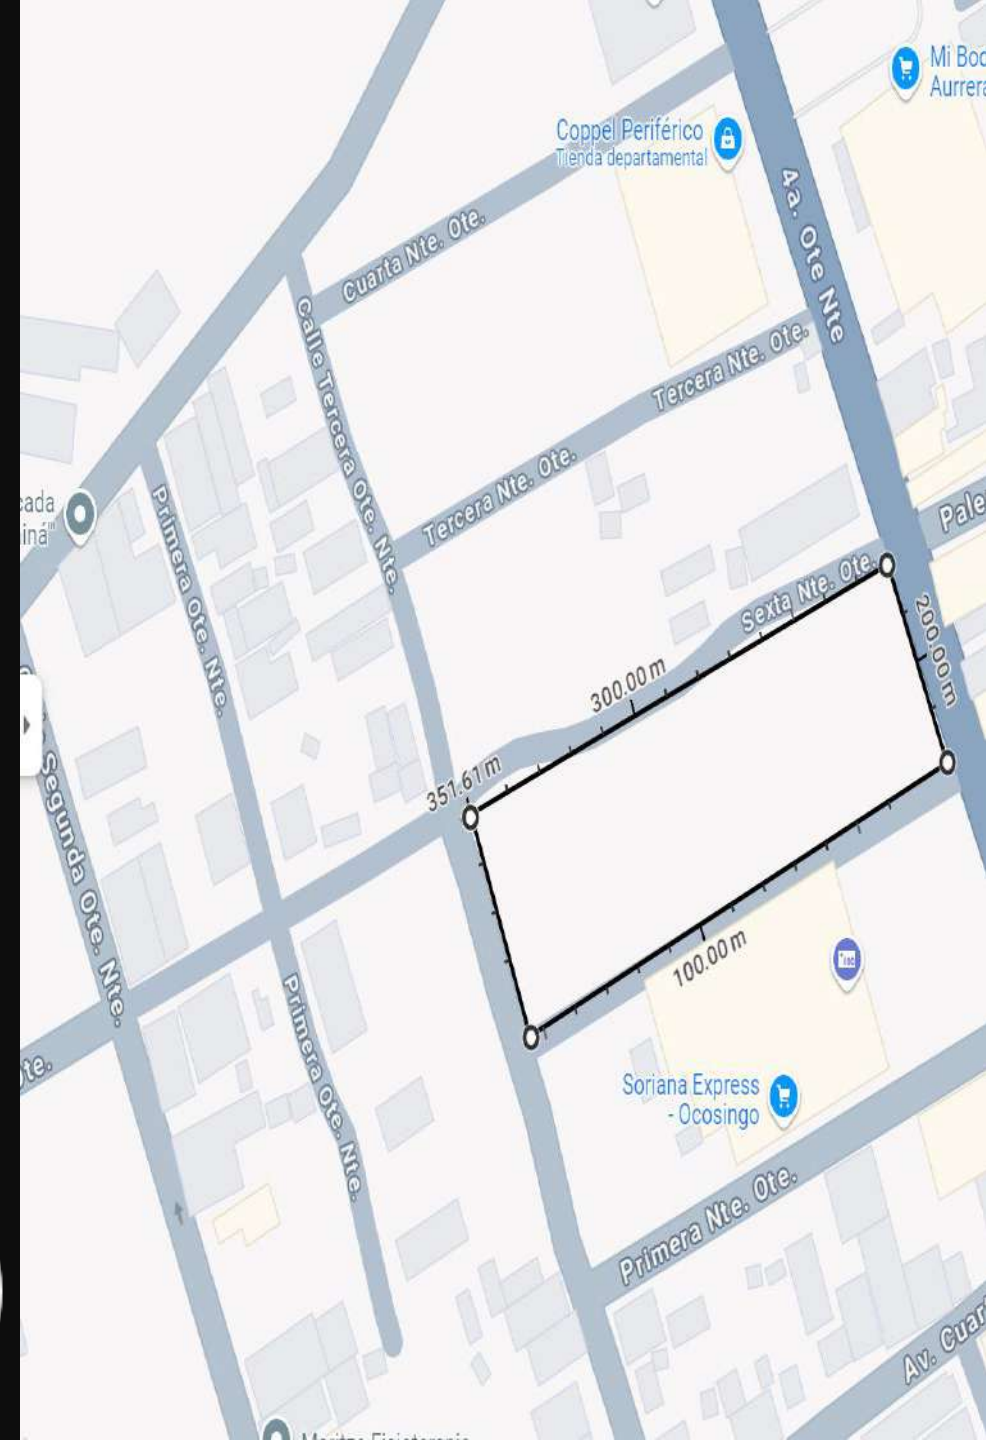 Mi Bod
Aurrera
Coppel Periférico
Tienda departamental
4a. Ote Nte
Cuarta Nte. Ote.
Calle Tercera Ote. Nte.
Tercera Nte. Ote.
Tercera Nte. Ote.
Primera Ote. Nte.
cada
iná"
Pale
Sexta Nte. Ote.
200.00 m
300.00 m
351.61 m
Segunda Ote. Nte.
100.00 m
Primera Ote. Nte.
te.
Soriana Express
- Ocosingo
Primera Nte. Ote.
Av. Cuar